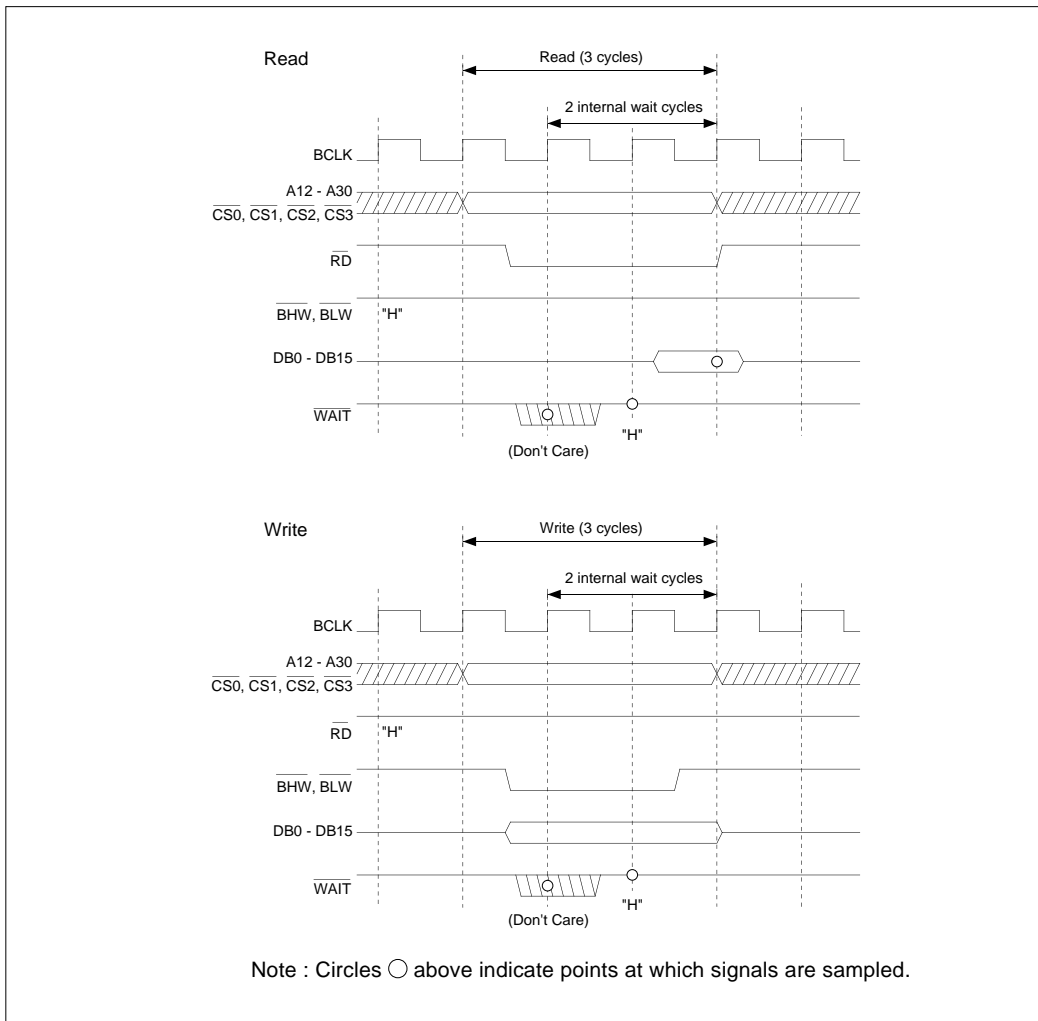 Read
Read (3 cycles)
2 internal wait cycles
BCLK
A12 - A30
CS0, CS1, CS2, CS3
RD
BHW, BLW "H"
DB0 - DB15
WAIT
"H"
(Don't Care)
Write
Write (3 cycles)
2 internal wait cycles
BCLK
A12 - A30
CS0, CS1, CS2, CS3
RD "H"
BHW, BLW
DB0 - DB15
WAIT
"H"
(Don't Care)
Note : Circles ○ above indicate points at which signals are sampled.